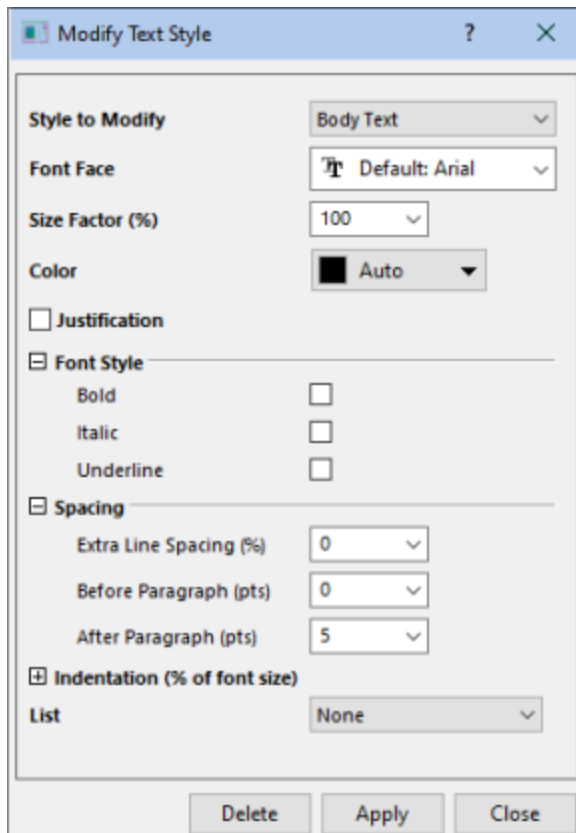 Modify Text Style ?
Style to Modify Body Text
Font Face Default: Arial
Size Factor (%) 100
Color Auto
Justification
Font Style
Bold
Italic
Underline
Spacing
Extra Line Spacing (%) 0
Before Paragraph (pts) 0
After Paragraph (pts) 5
Indentation (% of font size)
List None
Delete Apply Close